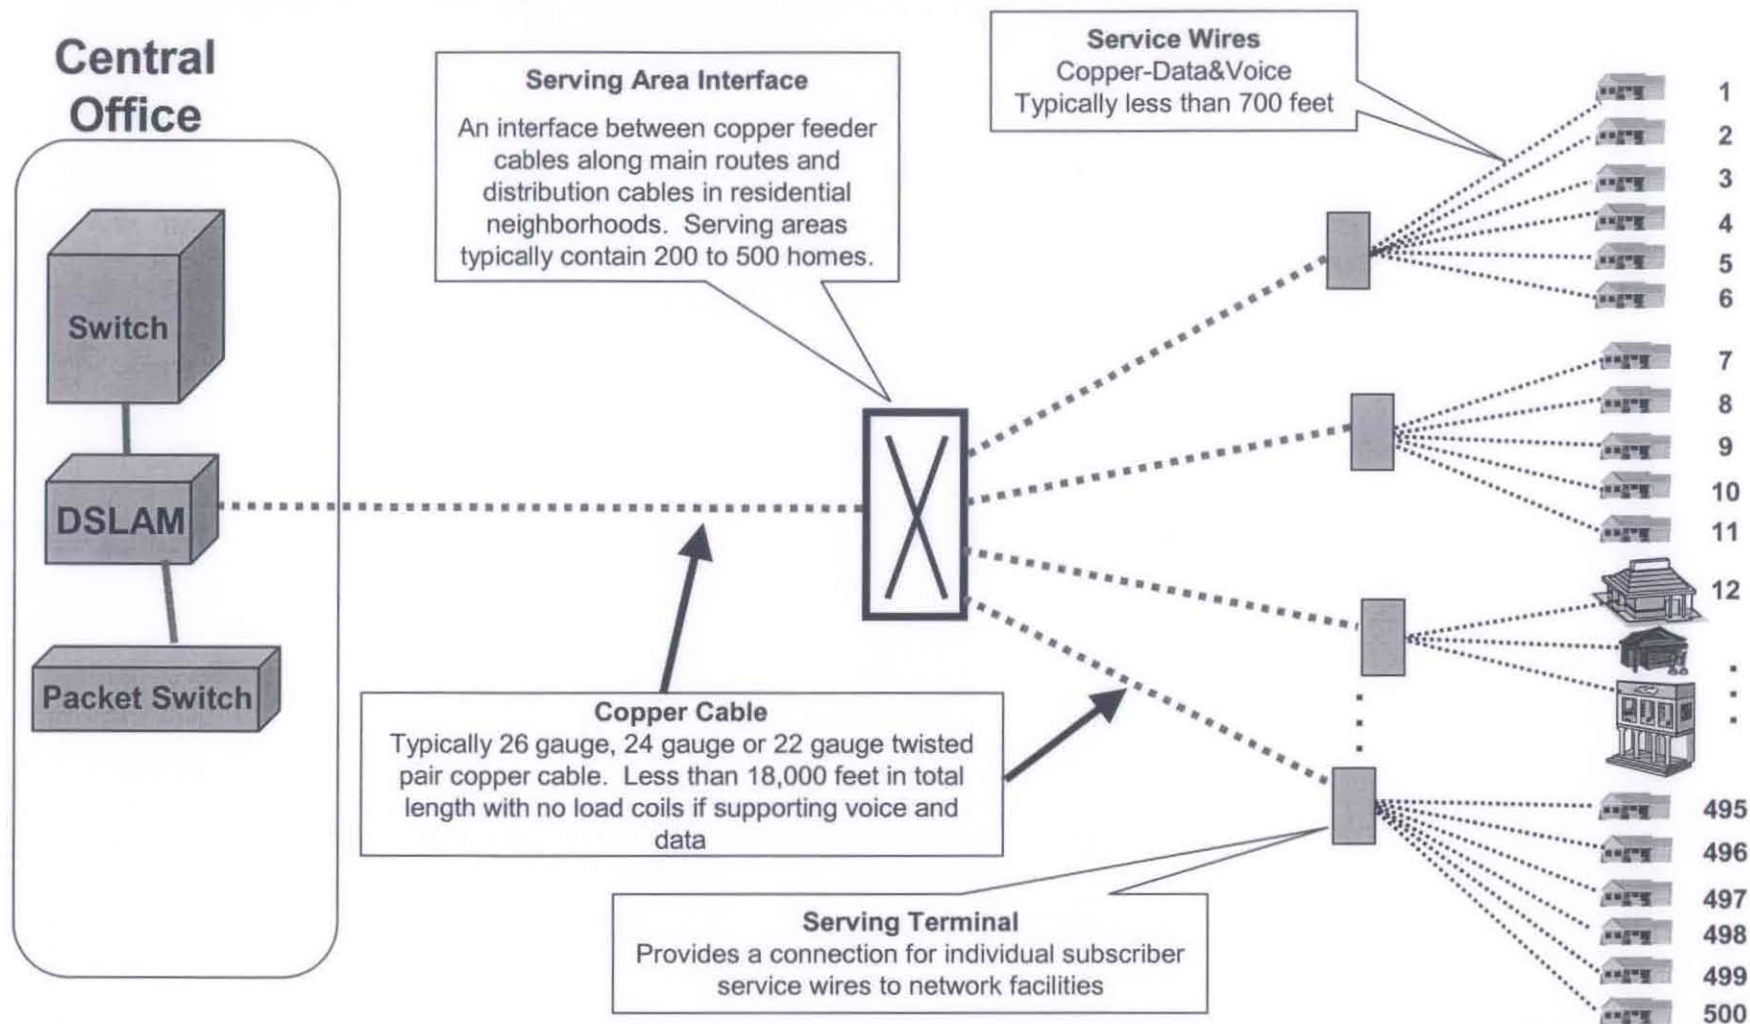 Central
Office
Switch
DSLAM
Packet Switch
Serving Area Interface
An interface between copper feeder
cables along main routes and
distribution cables in residential
neighborhoods. Serving areas
typically contain 200 to 500 homes.
Service Wires
Copper-Data&Voice
Typically less than 700 feet
Copper Cable
Typically 26 gauge, 24 gauge or 22 gauge twisted
pair copper cable. Less than 18,000 feet in total
length with no load coils if supporting voice and
data
Serving Terminal
Provides a connection for individual subscriber
service wires to network facilities
1
2
3
4
5
6
7
8
9
10
11
12
495
496
497
498
499
500